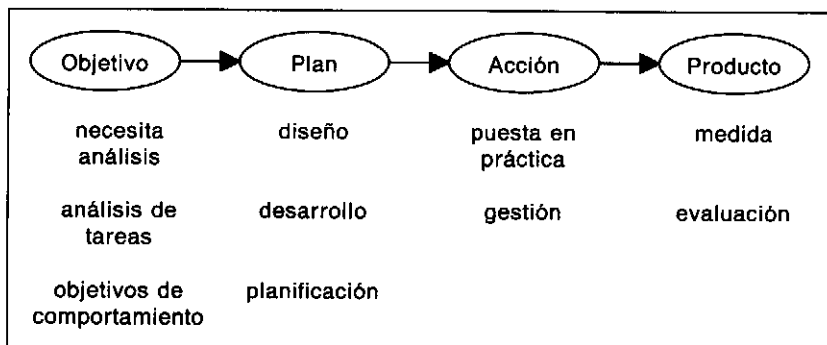 Objetivo
Plan
Acción
Producto
necesita
análisis
diseño
puesta en
práctica
medida
análisis de
tareas
desarrollo
gestión
evaluación
objetivos de
comportamiento
planificación